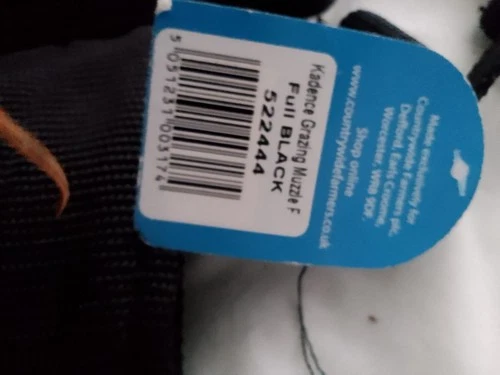 Kadence Grazing Muzzle F
Full BLACK
522444
5 051231 003174
Made exclusively for
Countrywide Farmers plc,
Defford, Earls Croome,
Worcester, WR8 9DF.
Shop online
www.countrywidefarmers.co.uk